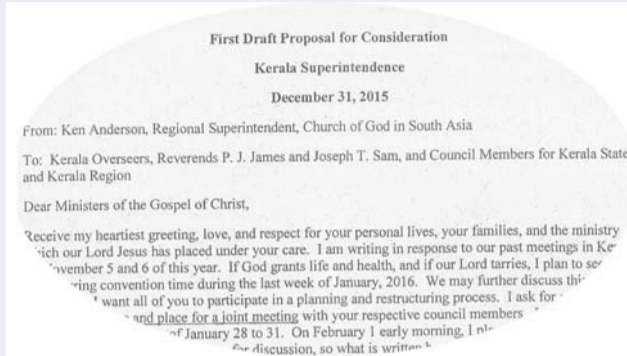 First Draft Proposal for Consideration
Kerala Superintendence
December 31, 2015
From: Ken Anderson, Regional Superintendent, Church of God in South Asia
To: Kerala Overseers, Reverends P. J. James and Joseph T. Sam, and Council Members for Kerala State
and Kerala Region
Dear Ministers of the Gospel of Christ,
Receive my heartiest greeting, love, and respect for your personal lives, your families, and the ministry
our Lord Jesus has placed under your care. I am writing in response to our past meetings in
5 and 6 of this year. If God grants life and health, and if our Lord tarries, I plan to
convention time during the last week of January, 2016. We may further discuss
want all of you to participate in a planning and restructuring process. I ask for
and place for a joint meeting with your respective council members
of January 28 to 31. On February 1 early morning, I
for discussion, so what is written